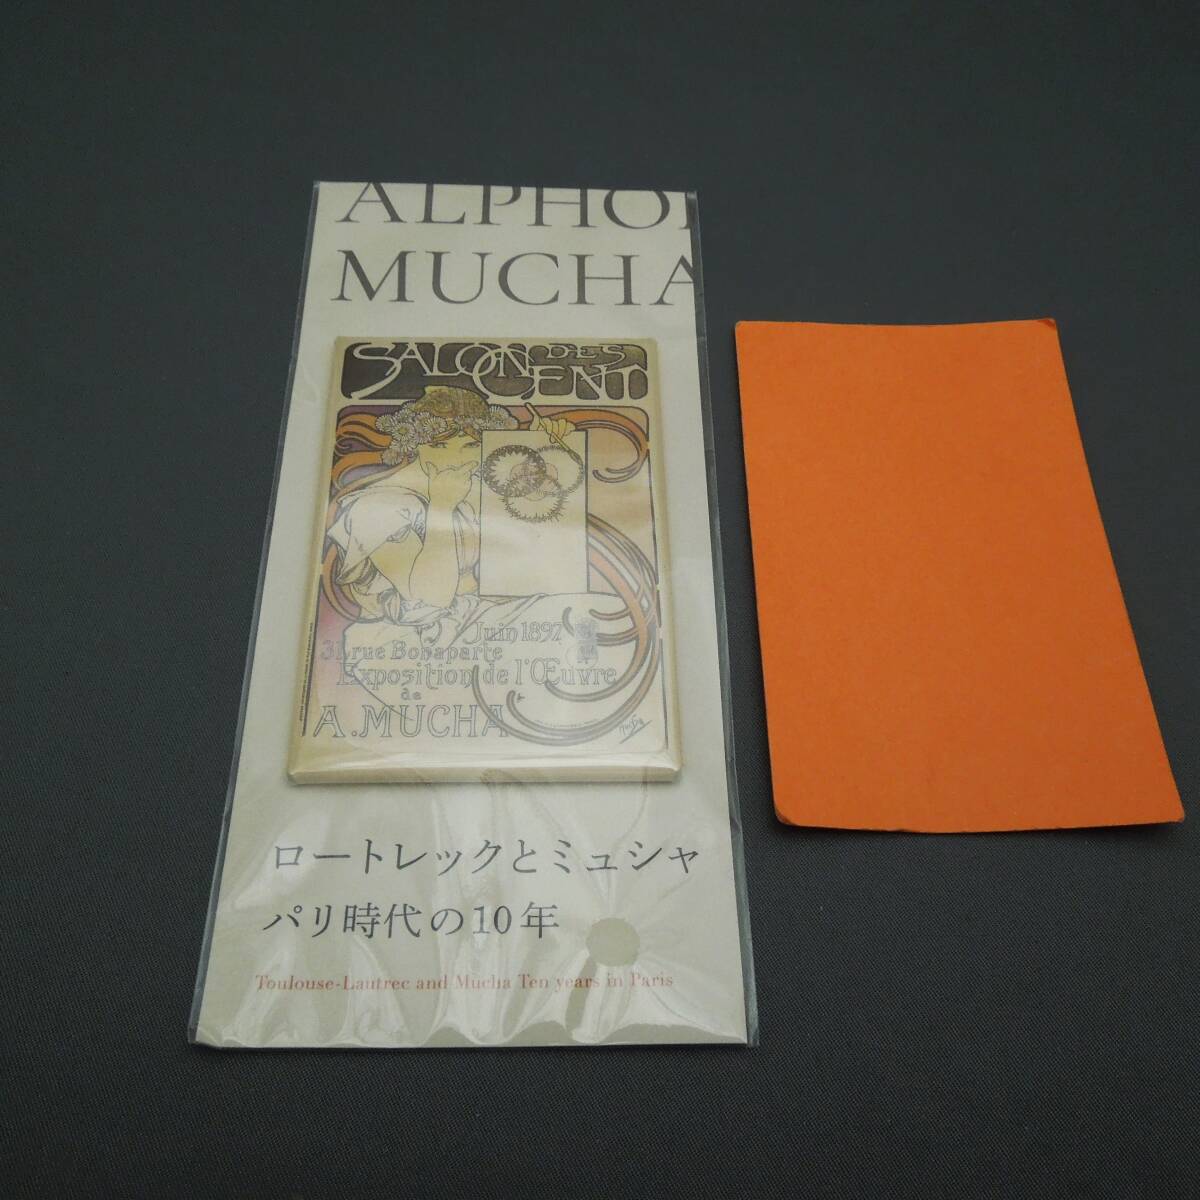 ALPHO
MUCHA
SALON DES
CENT
Juin 1897
31, rue Bonaparte
Exposition de l'Œuvre
de
A. MUCHA
Mucha
ロートレックとミュシャ
パリ時代の10年
Toulouse-Lautrec and Mucha Ten years in Paris